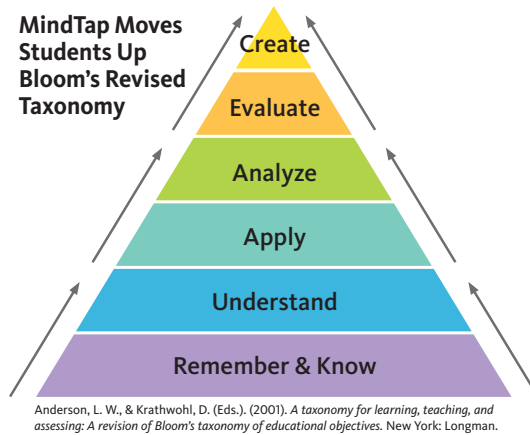 MindTap Moves
Students Up
Bloom’s Revised
Taxonomy
Create
Evaluate
Analyze
Apply
Understand
Remember & Know
Anderson, L. W., & Krathwohl, D. (Eds.). (2001). A taxonomy for learning, teaching, and
assessing: A revision of Bloom’s taxonomy of educational objectives. New York: Longman.